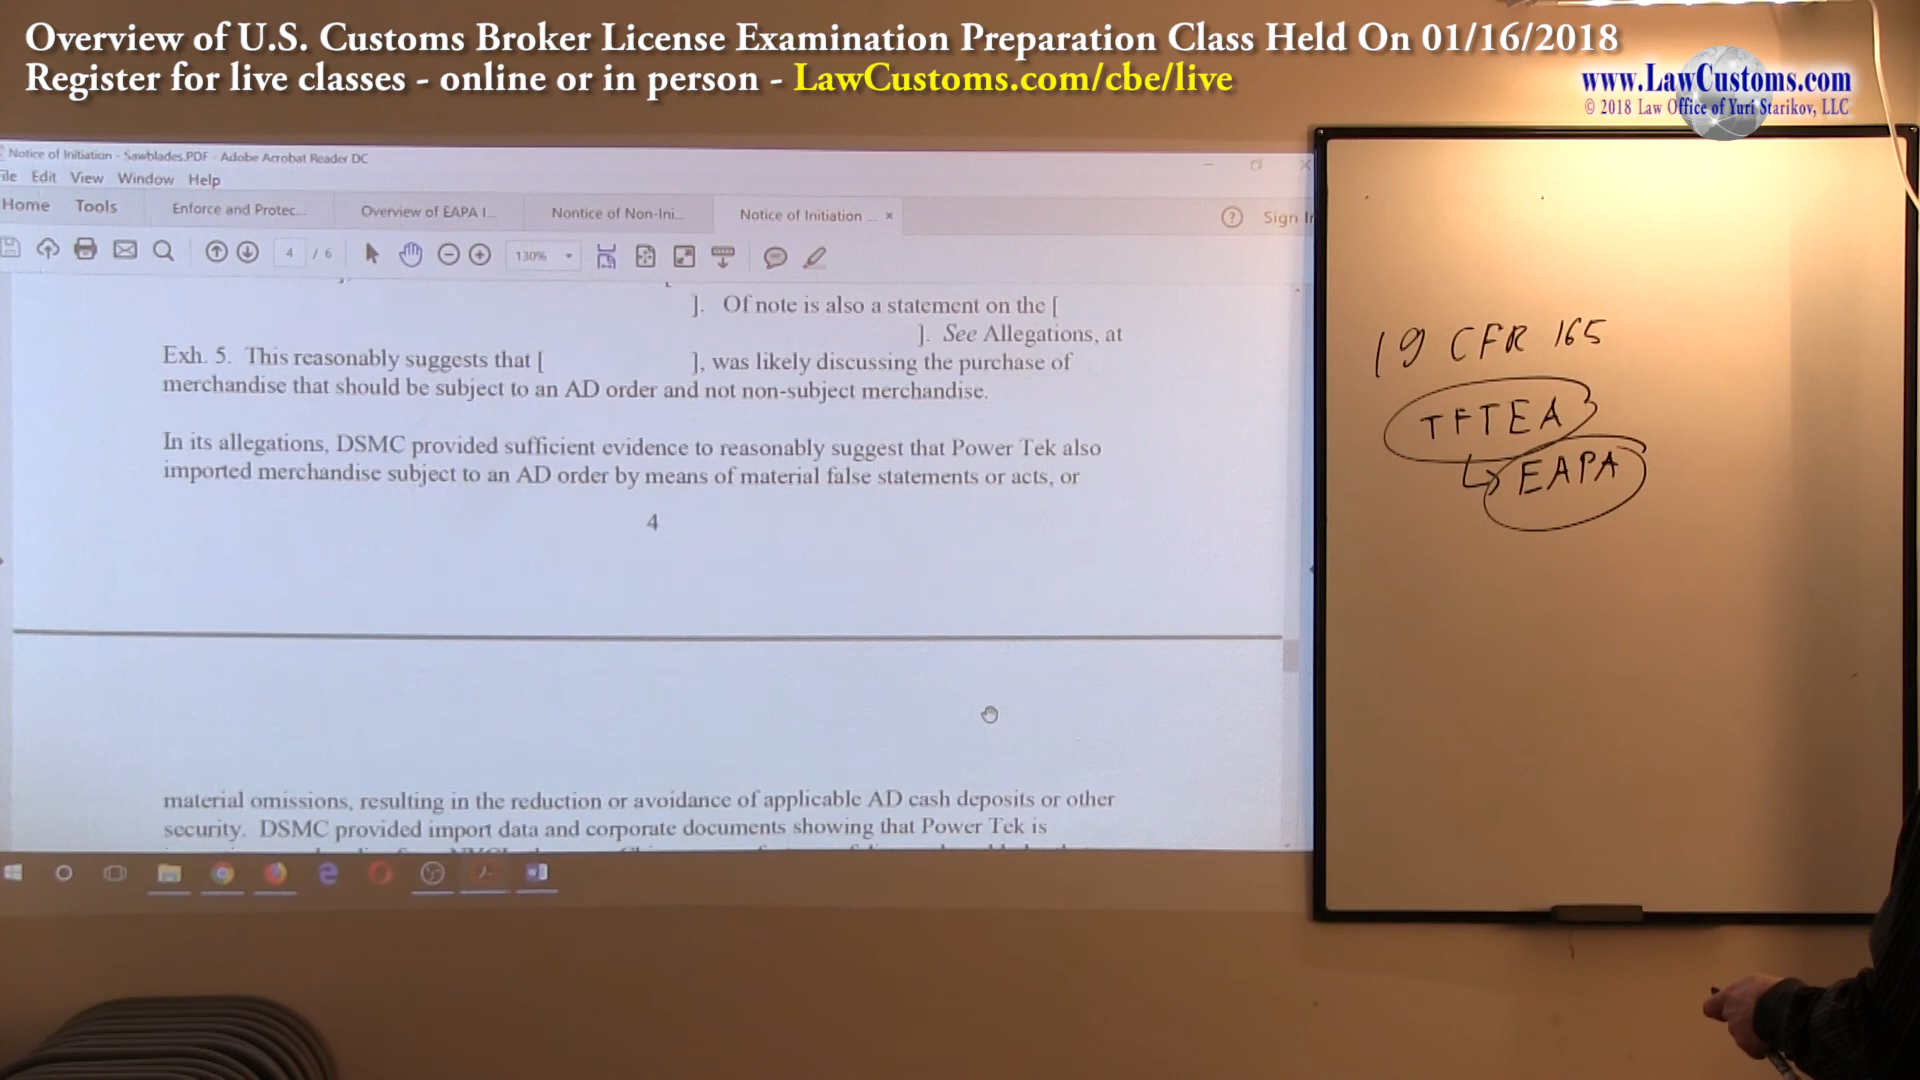 Overview of U.S. Customs Broker License Examination Preparation Class Held On 01/16/2018
Register for live classes - online or in person - LawCustoms.com/cbe/live
www.LawCustoms.com
© 2018 Law Office of Yuri Starikov, LLC
Notice of Initiation - Sawblades.PDF - Adobe Acrobat Reader DC
File Edit View Window Help
Home Tools Enforce and Protec... Overview of EAPA I... Nontice of Non-Ini... Notice of Initiation ... × Sign In
4 / 6 130%
]. Of note is also a statement on the [
]. See Allegations, at
Exh. 5. This reasonably suggests that [ ], was likely discussing the purchase of
merchandise that should be subject to an AD order and not non-subject merchandise.
In its allegations, DSMC provided sufficient evidence to reasonably suggest that Power Tek also
imported merchandise subject to an AD order by means of material false statements or acts, or
4
material omissions, resulting in the reduction or avoidance of applicable AD cash deposits or other
security. DSMC provided import data and corporate documents showing that Power Tek is
19 CFR 165
TFTEA
EAPA